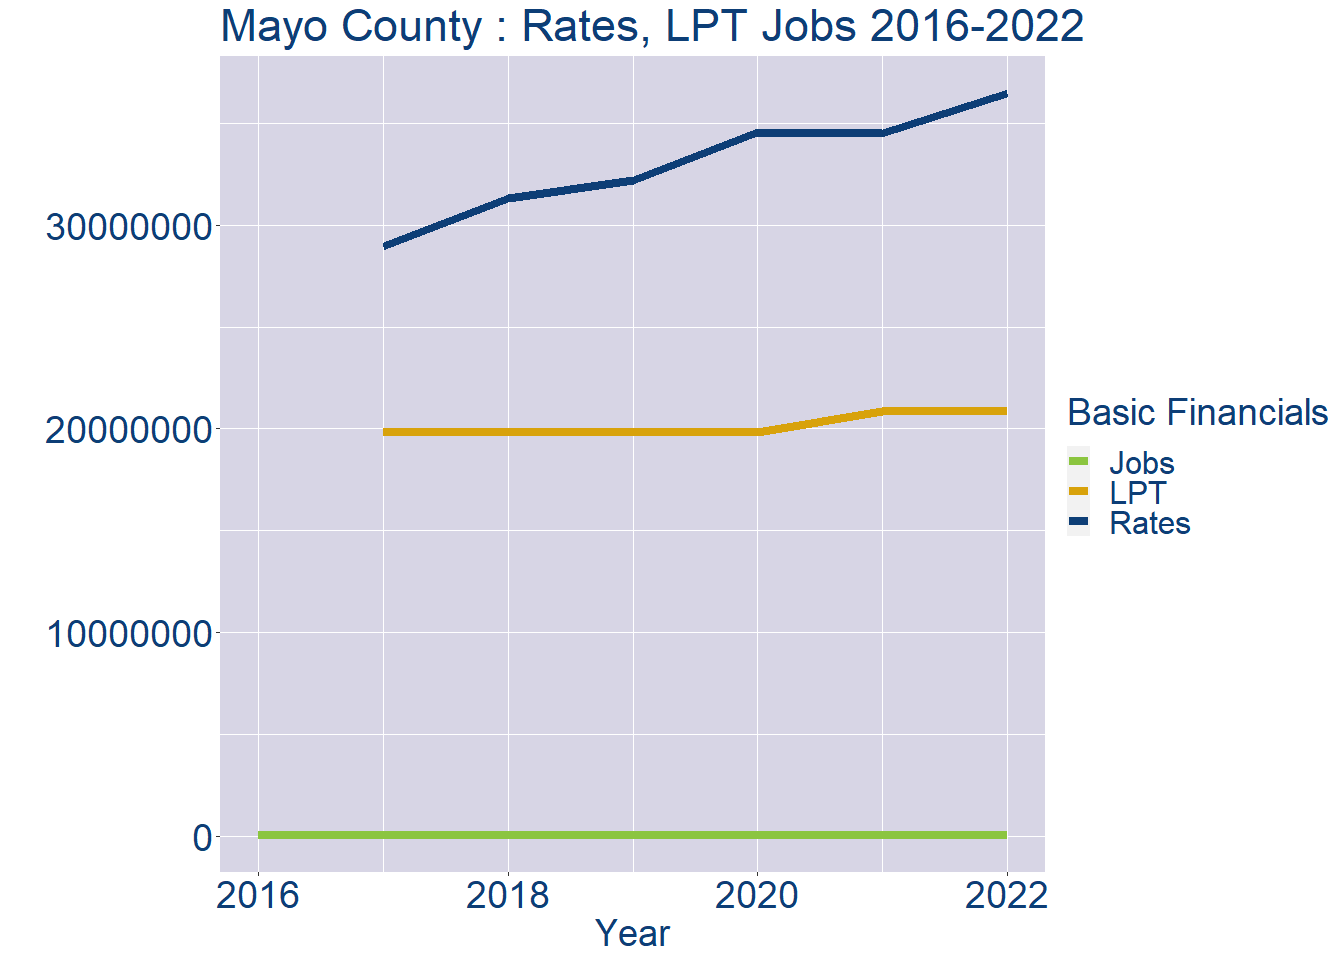 Mayo County : Rates, LPT Jobs 2016-2022
30000000
20000000
10000000
0
2016 2018 2020 2022
Year
Basic Financials
Jobs
LPT
Rates